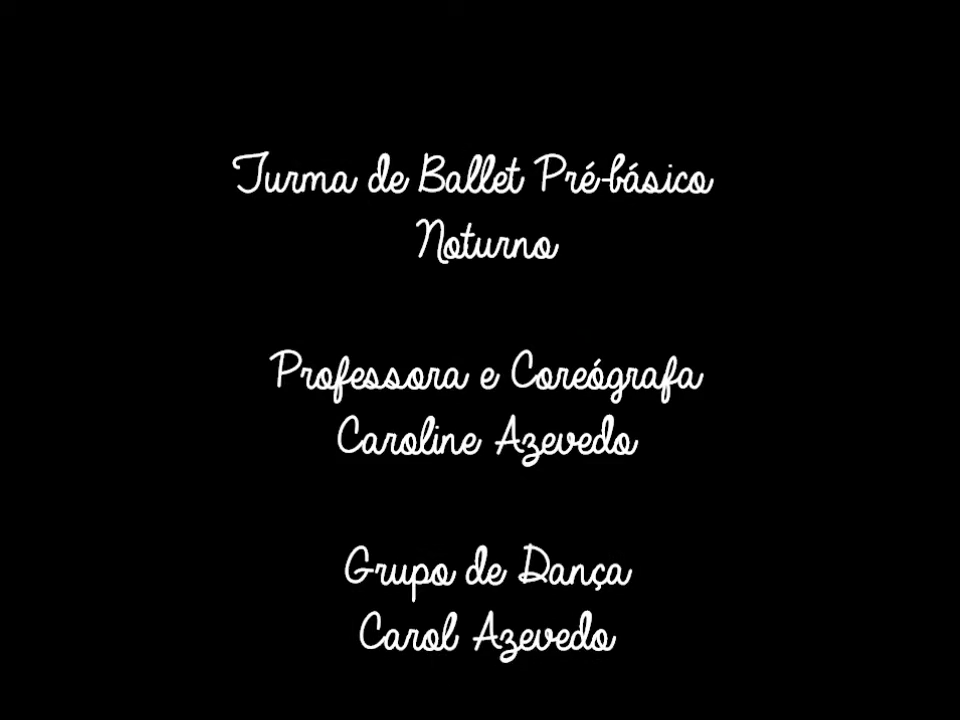 Turma de Ballet Pré-básico
Noturno
Professora e Coreógrafa
Caroline Azevedo
Grupo de Dança
Carol Azevedo